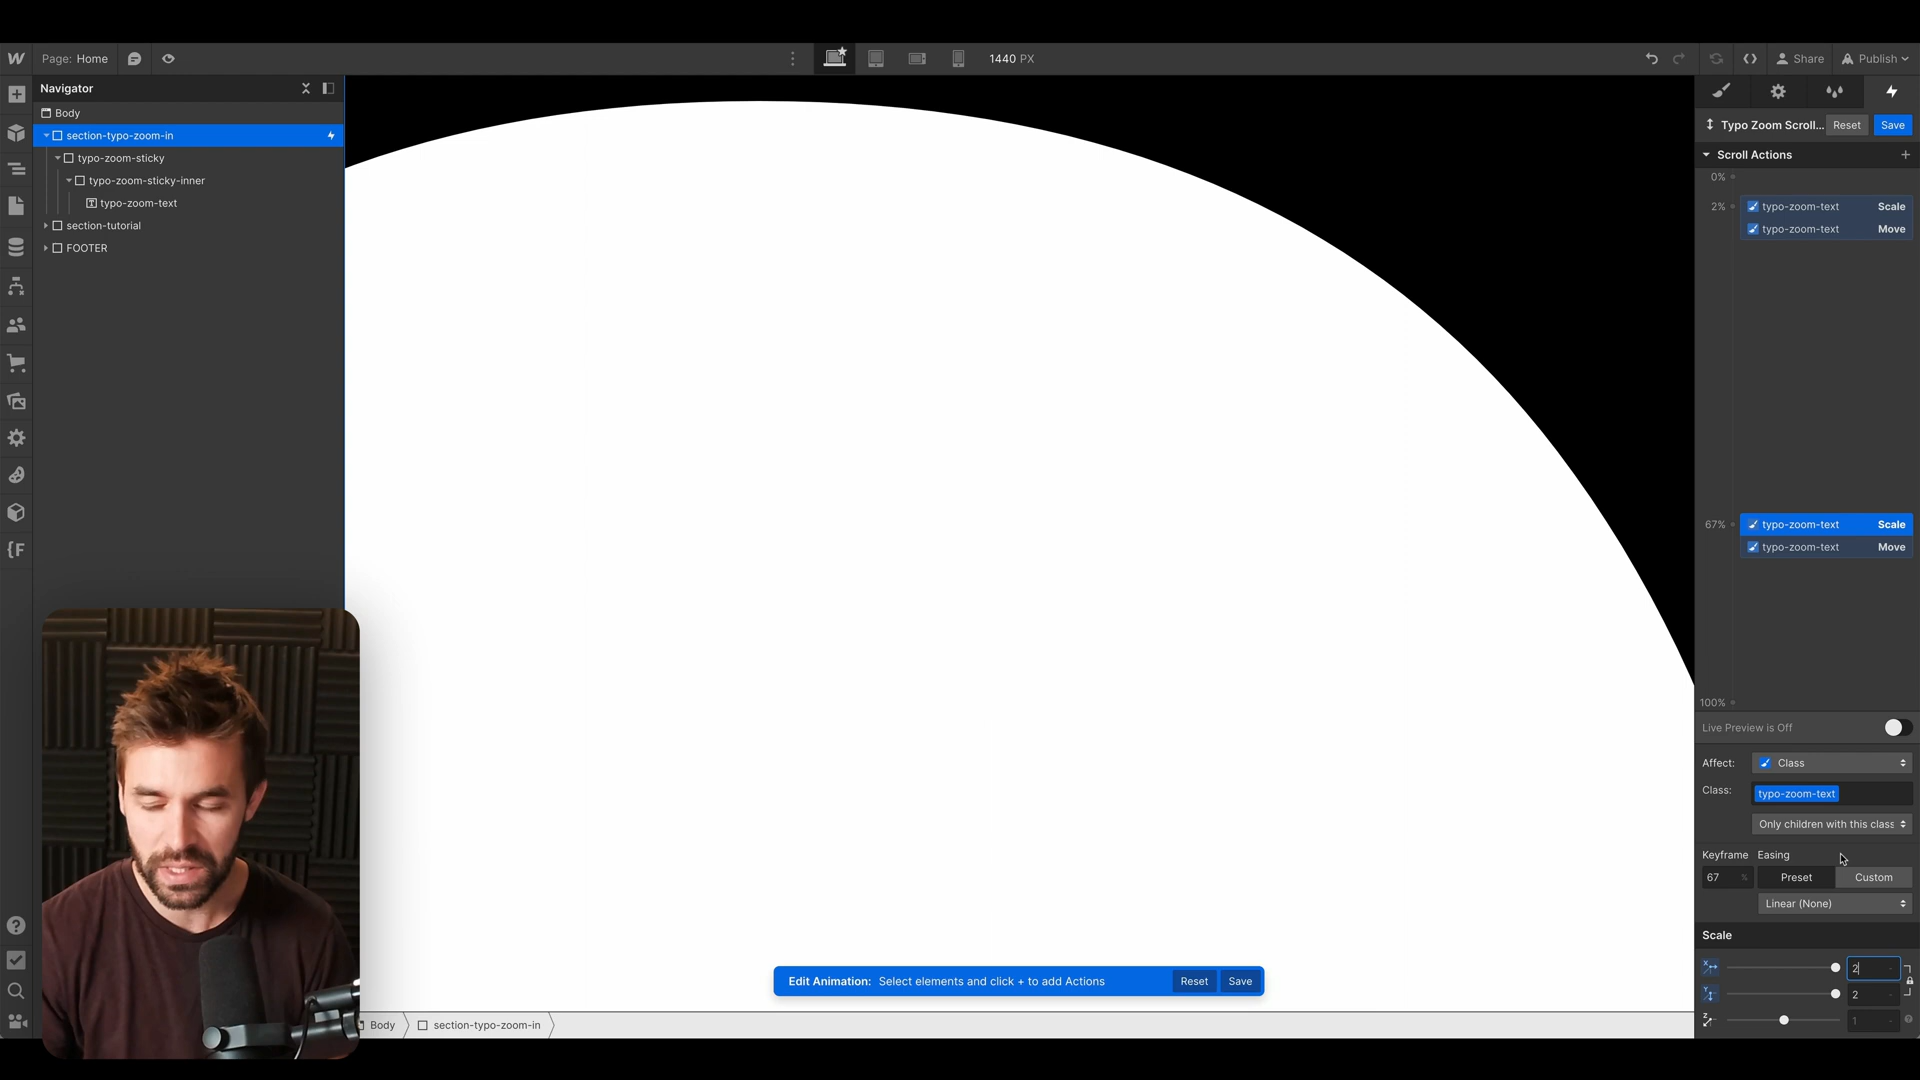 Page: Home
1440 PX
Share
Publish
Navigator
Body
section-typo-zoom-in
typo-zoom-sticky
typo-zoom-sticky-inner
typo-zoom-text
section-tutorial
FOOTER
Typo Zoom Scroll...
Reset
Save
Scroll Actions
0%
2%
typo-zoom-text Scale
typo-zoom-text Move
67%
typo-zoom-text Scale
typo-zoom-text Move
100%
Live Preview is Off
Affect: Class
Class: typo-zoom-text
Only children with this class
Keyframe Easing
67 % Preset Custom
Linear (None)
Scale
X 2 -
Y 2 -
Z 1 -
Edit Animation: Select elements and click + to add Actions
Reset
Save
Body
section-typo-zoom-in